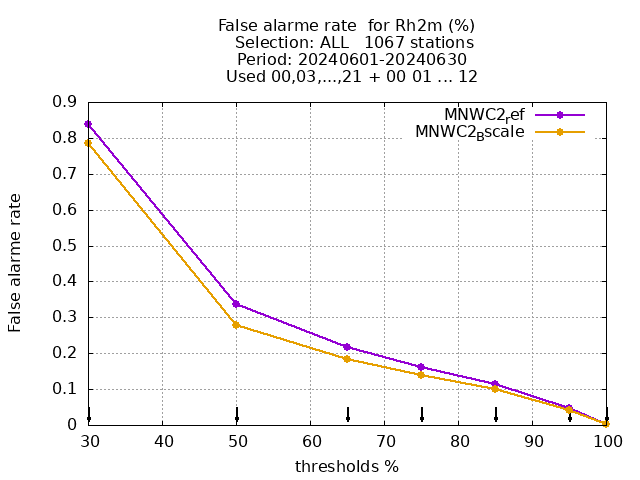 False alarme rate  for Rh2m (%)
Selection: ALL   1067 stations
Period: 20240601-20240630
Used 00,03,...,21 + 00 01 ... 12
MNWC2ref
MNWC2Bscale
False alarme rate
0.9
0.8
0.7
0.6
0.5
0.4
0.3
0.2
0.1
0
30 40 50 60 70 80 90 100
thresholds %